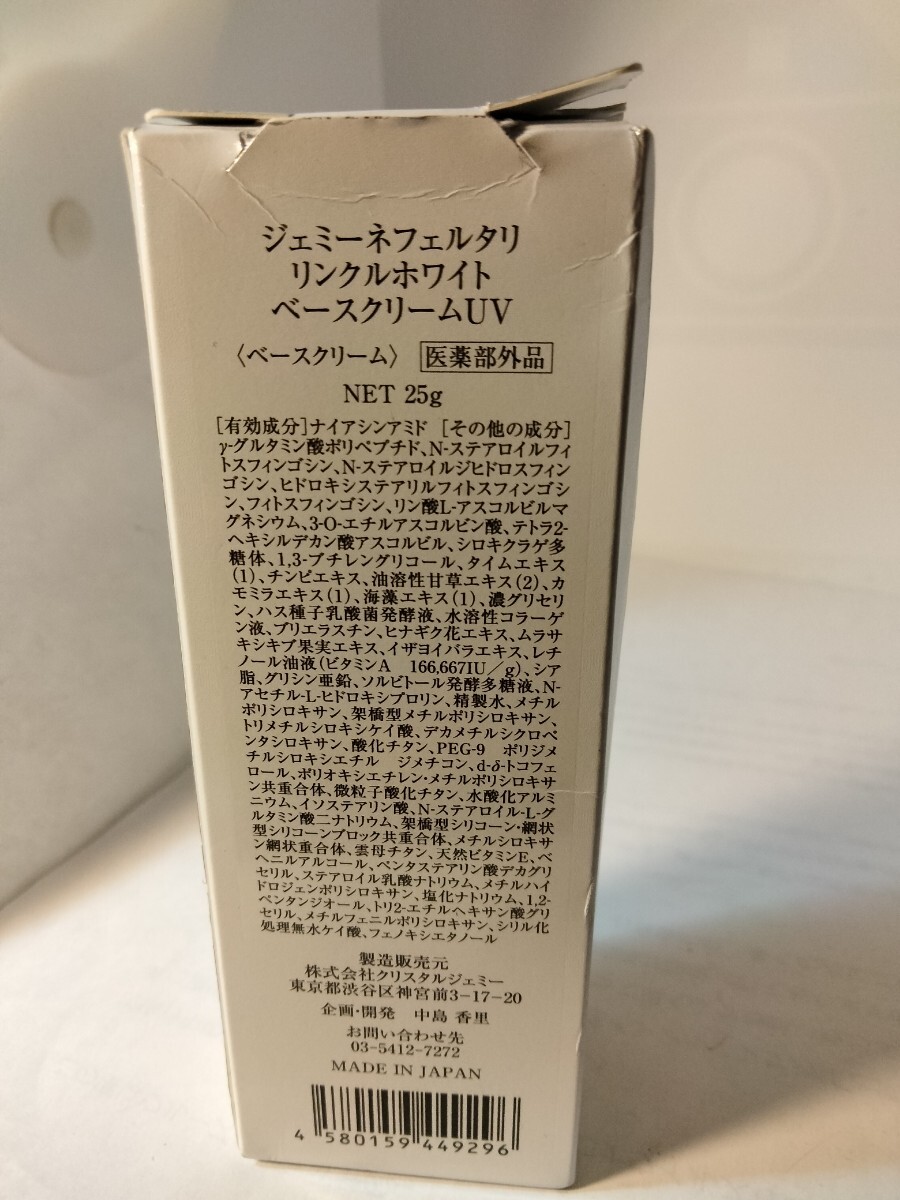 ジェミーネフェルタリ
リンクルホワイト
ベースクリームUV
〈ベースクリーム〉 医薬部外品
NET 25g
[有効成分]ナイアシンアミド [その他の成分]
γ-グルタミン酸ポリペプチド、N-ステアロイルフィ
トスフィンゴシン、N-ステアロイルジヒドロスフィン
ゴシン、ヒドロキシステアリルフィトスフィンゴシ
ン、フィトスフィンゴシン、リン酸L-アスコルビルマ
グネシウム、3-O-エチルアスコルビン酸、テトラ2-
ヘキシルデカン酸アスコルビル、シロキクラゲ多
糖体、1,3-ブチレングリコール、タイムエキス
(1)、チンピエキス、油溶性甘草エキス(2)、カ
モミラエキス(1)、海藻エキス(1)、濃グリセリ
ン、ハス種子乳酸菌発酵液、水溶性コラーゲ
ン液、ブリエラスチン、ヒナギク花エキス、ムラサ
キシキブ果実エキス、イザヨイバラエキス、レチ
ノール油液(ビタミンA 166,667IU/g)、シア
脂、グリシン亜鉛、ソルビトール発酵多糖液、N-
アセチル-L-ヒドロキシプロリン、精製水、メチル
ポリシロキサン、架橋型メチルポリシロキサン、
トリメチルシロキシケイ酸、デカメチルシクロペ
ンタシロキサン、酸化チタン、PEG-9 ポリジメ
チルシロキシエチル ジメチコン、d-δ-トコフェ
ロール、ポリオキシエチレン・メチルポリシロキサ
ン共重合体、微粒子酸化チタン、水酸化アルミ
ニウム、イソステアリン酸、N-ステアロイル-L-グ
ルタミン酸二ナトリウム、架橋型シリコーン・網状
型シリコーンブロック共重合体、メチルシロキサ
ン網状重合体、雲母チタン、天然ビタミンE、ベ
ヘニルアルコール、ペンタステアリン酸デカグリ
セリル、ステアロイル乳酸ナトリウム、メチルハイ
ドロジェンポリシロキサン、塩化ナトリウム、1,2-
ペンタンジオール、トリ2-エチルヘキサン酸グリ
セリル、メチルフェニルポリシロキサン、シリル化
処理無水ケイ酸、フェノキシエタノール
製造販売元
株式会社クリスタルジェミー
東京都渋谷区神宮前3-17-20
企画・開発 中島 香里
お問い合わせ先
03-5412-7272
MADE IN JAPAN
4 580159 449296